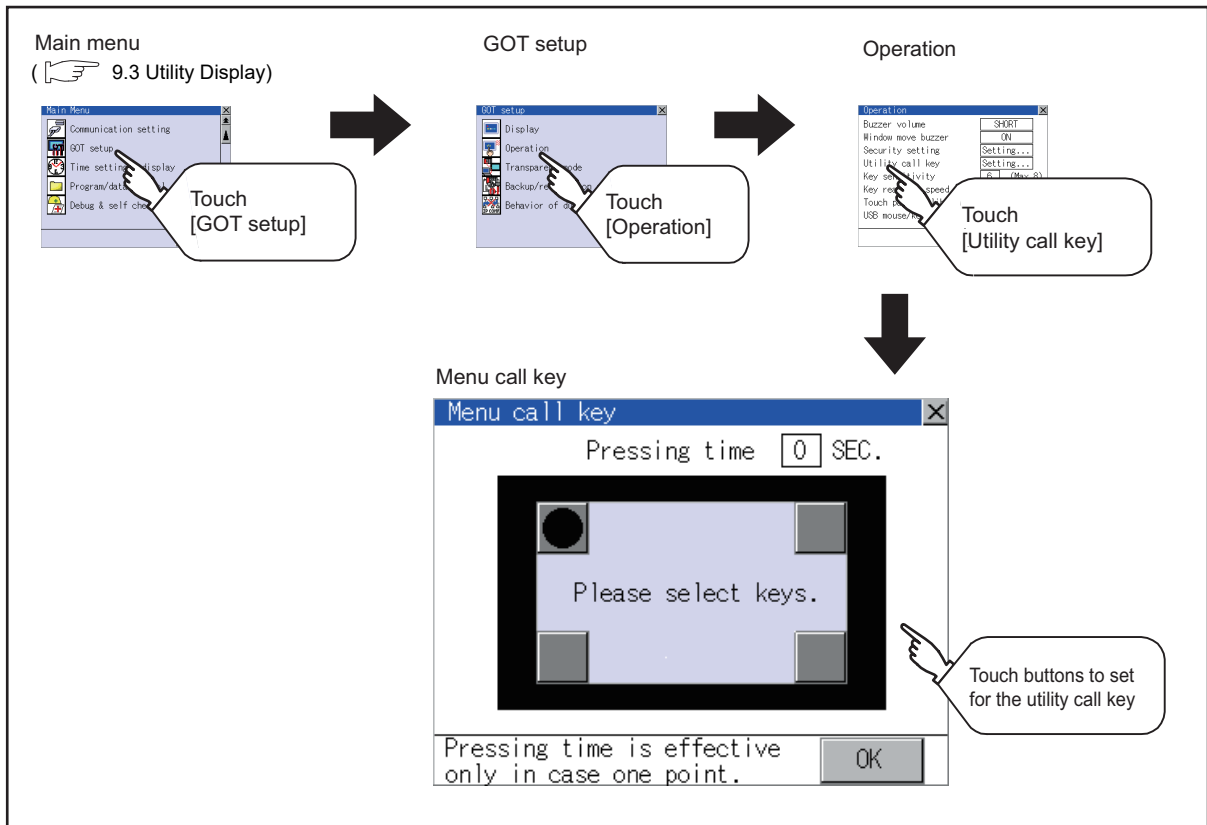 Main menu
( 9.3 Utility Display)
GOT setup
Operation
Main Menu
Communication setting
GOT setup
Time setting display
Program/data
Debug & self che
Touch
[GOT setup]
GOT setup
Display
Operation
Transparent mode
Backup/re
Behavior of d
Touch
[Operation]
Operation
Buzzer volume SHORT
Window move buzzer ON
Security setting Setting...
Utility call key Setting...
Key sensitivity 6 (Max 8)
Key rea speed
Touch p
USB mouse/k
Touch
[Utility call key]
Menu call key
Menu call key
Pressing time 0 SEC.
Please select keys.
Pressing time is effective
only in case one point.
OK
Touch buttons to set
for the utility call key